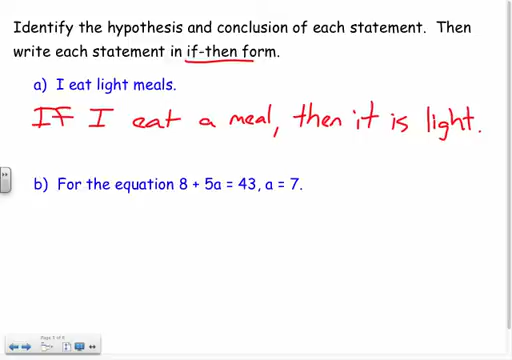 Identify the hypothesis and conclusion of each statement. Then
write each statement in if-then form.
a) I eat light meals.
If I eat a meal, then it is light.
b) For the equation 8 + 5a = 43, a = 7.